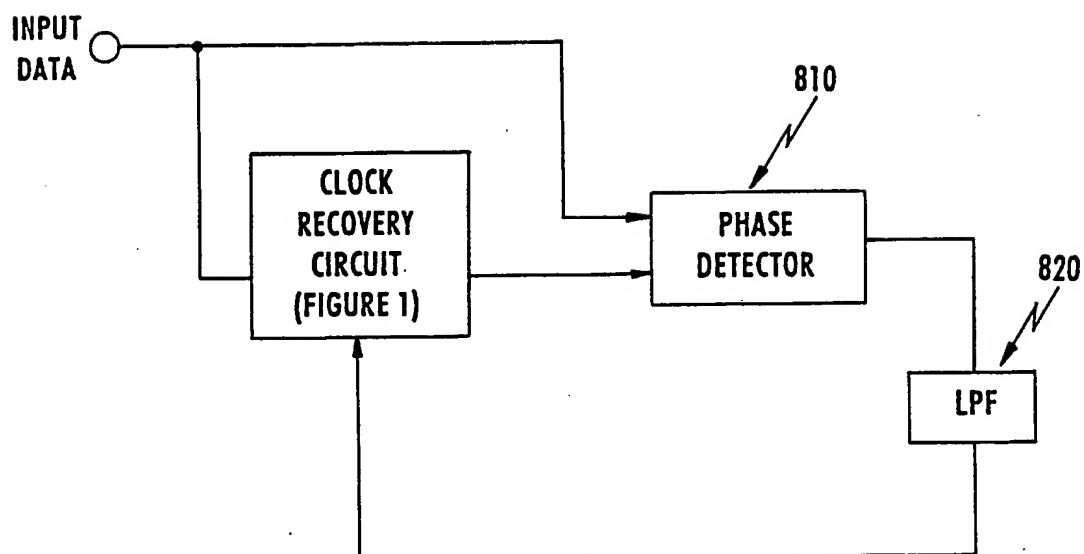 INPUT
DATA
810
CLOCK
RECOVERY
CIRCUIT
(FIGURE 1)
PHASE
DETECTOR
820
LPF